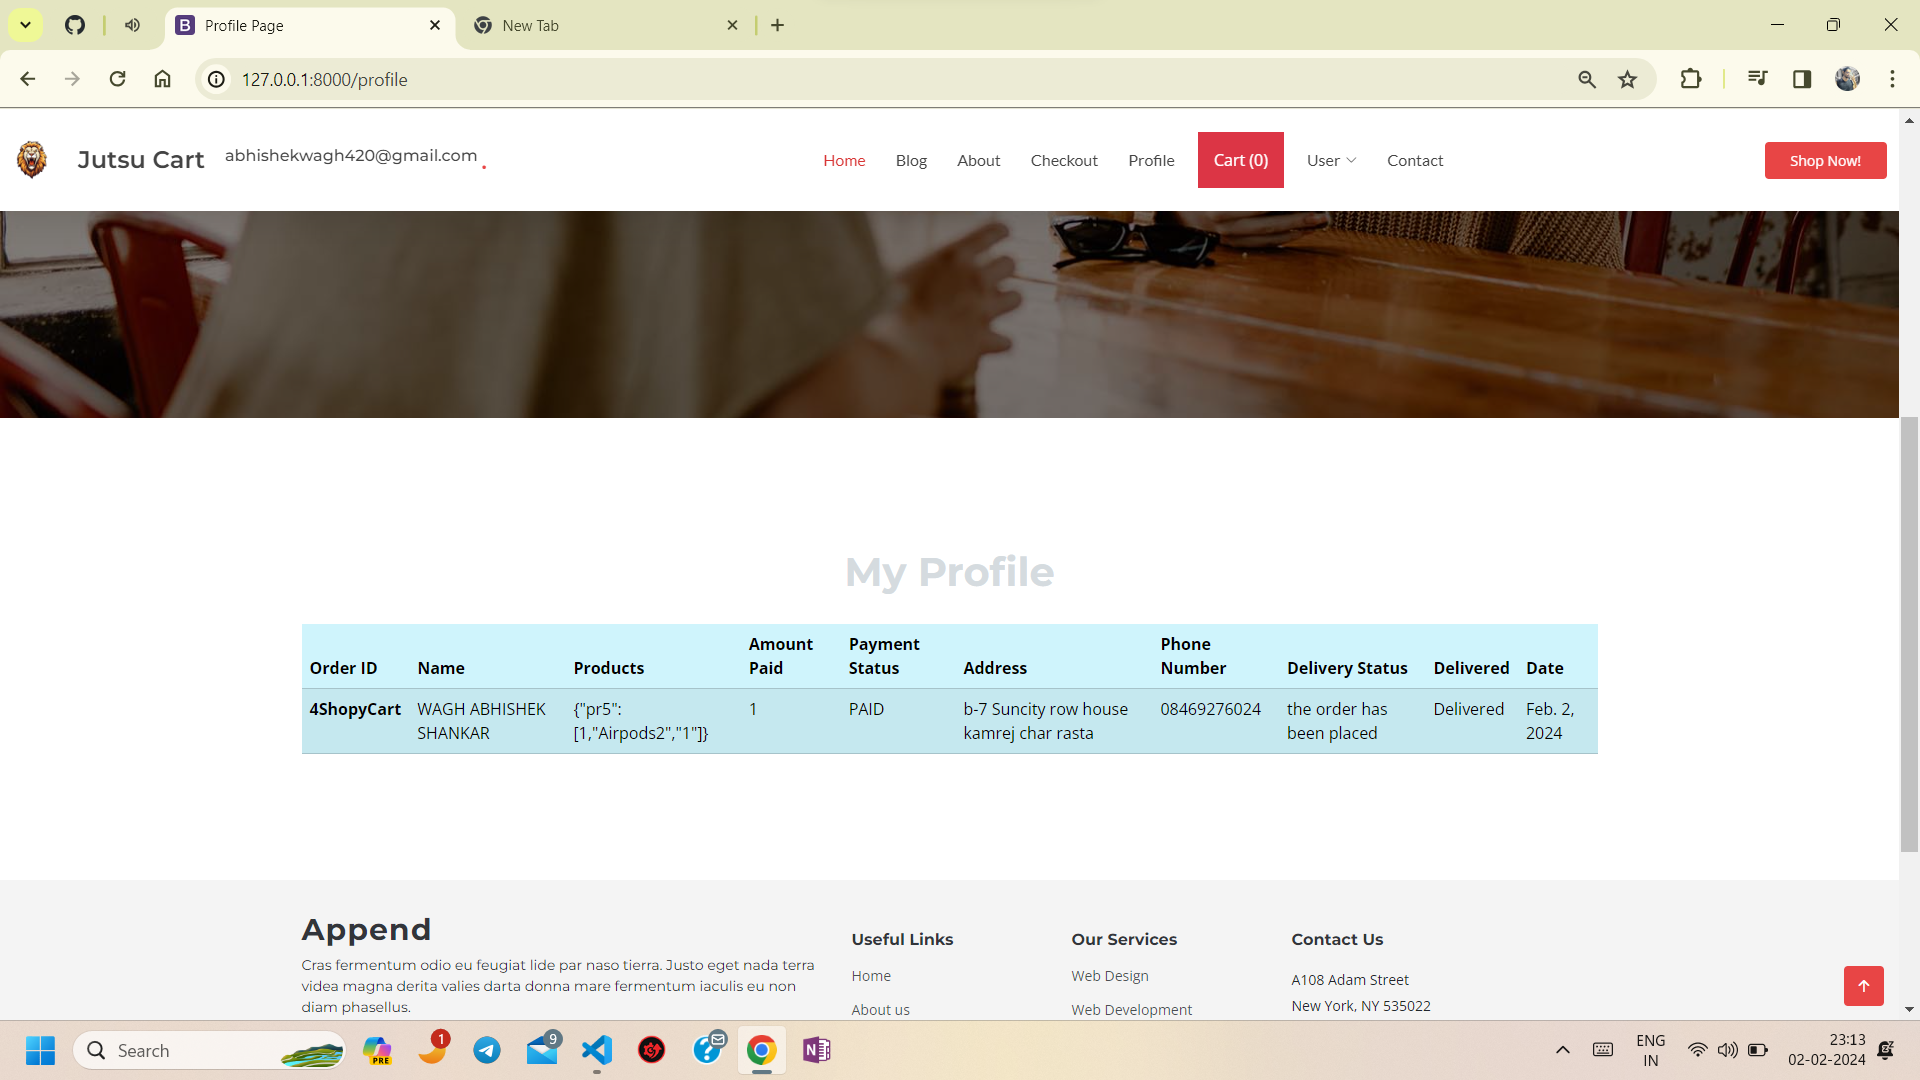 Profile Page
New Tab
127.0.0.1:8000/profile
Jutsu Cart abhishekwagh420@gmail.com .
Home Blog About Checkout Profile Cart (0) User Contact
Shop Now!
My Profile
Order ID Name Products Amount Paid Payment Status Address Phone Number Delivery Status Delivered Date
4ShopyCart WAGH ABHISHEK SHANKAR {"pr5": [1,"Airpods2","1"]} 1 PAID b-7 Suncity row house kamrej char rasta 08469276024 the order has been placed Delivered Feb. 2, 2024
Append
Cras fermentum odio eu feugiat lide par naso tierra. Justo eget nada terra
videa magna derita valies darta donna mare fermentum iaculis eu non
diam phasellus.
Useful Links
Home
About us
Our Services
Web Design
Web Development
Contact Us
A108 Adam Street
New York, NY 535022
Search
PRE
1
9
N
ENG
IN
23:13
02-02-2024